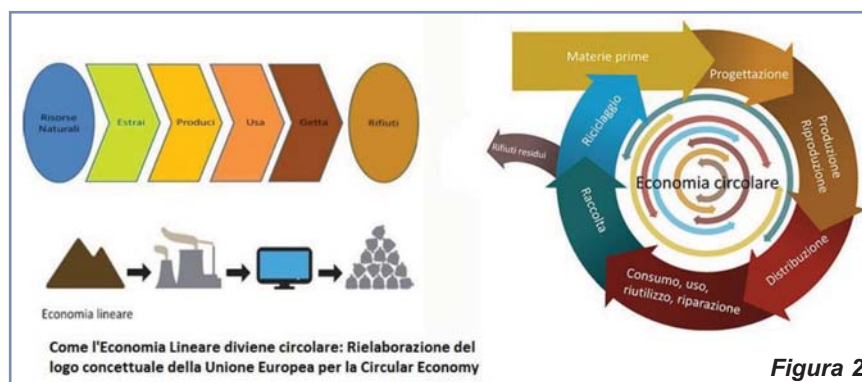 Risorse
Naturali
Estrai
Produci
Usa
Getta
Rifiuti
Economia lineare
Come l'Economia Lineare diviene circolare: Rielaborazione del
logo concettuale della Unione Europea per la Circular Economy
Materie prime
Progettazione
Produzione
Riproduzione
Distribuzione
Consumo, uso,
riutilizzo, riparazione
Raccolta
Riciclaggio
Rifiuti residui
Economia circolare
Figura 2